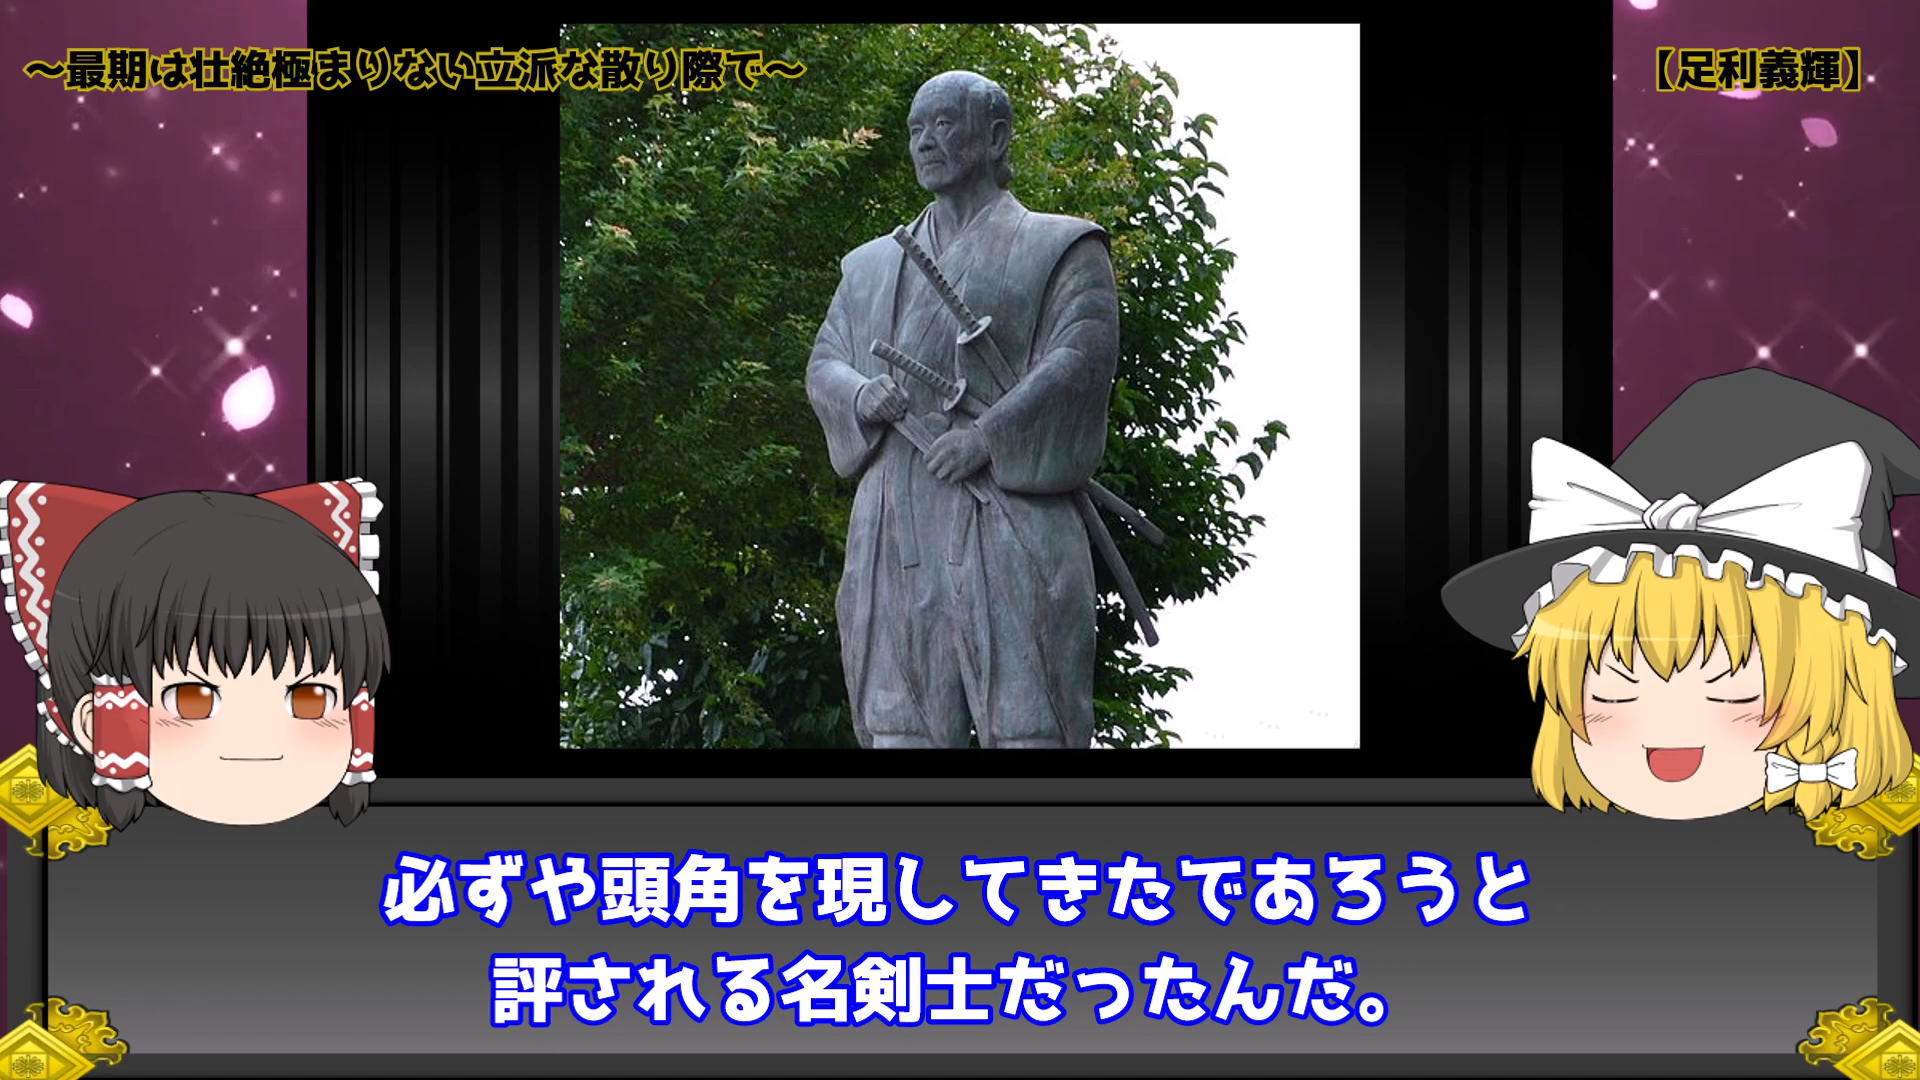 ～最期は壮絶極まりない立派な散り際で～
【足利義輝】
必ずや頭角を現してきたであろうと
評される名剣士だったんだ。